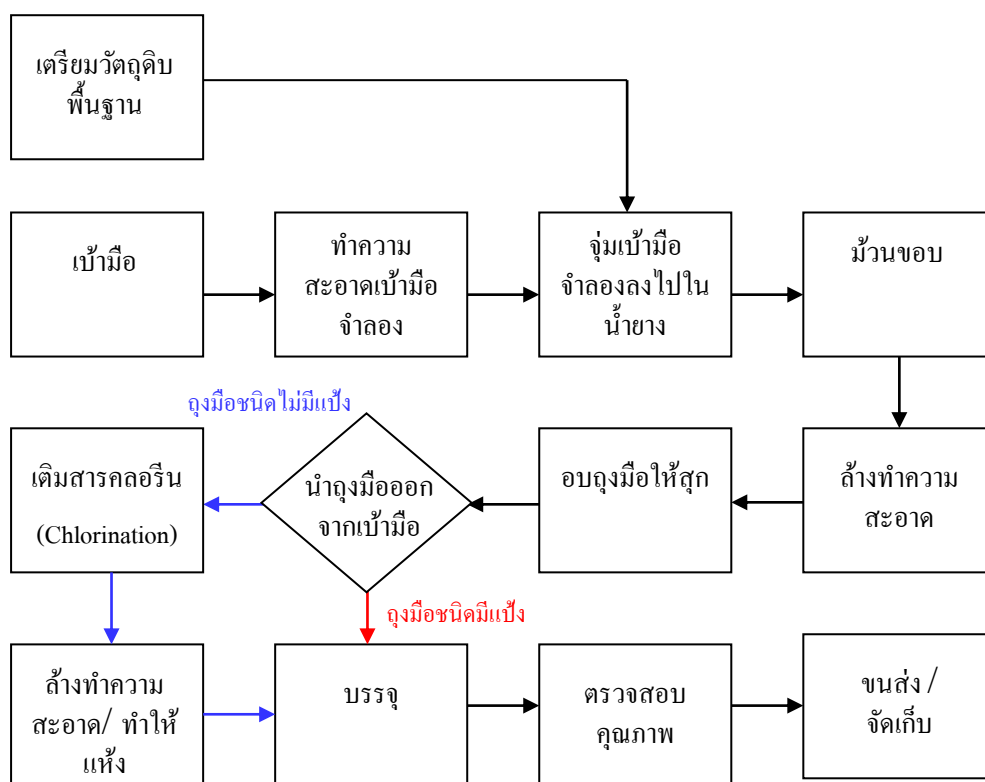 เตรียมวัตถุดิบ
พื้นฐาน
เบ้ามือ
ทำความ
สะอาดเบ้ามือ
จำลอง
จุ่มเบ้ามือ
จำลองลงไปใน
น้ำยาง
ม้วนขอบ
ถุงมือชนิดไม่มีแป้ง
เติมสารคลอรีน
(Chlorination)
นำถุงมือออก
จากเบ้ามือ
อบถุงมือให้สุก
ล้างทำความ
สะอาด
ถุงมือชนิดมีแป้ง
ล้างทำความ
สะอาด/ ทำให้
แห้ง
บรรจุ
ตรวจสอบ
คุณภาพ
ขนส่ง /
จัดเก็บ